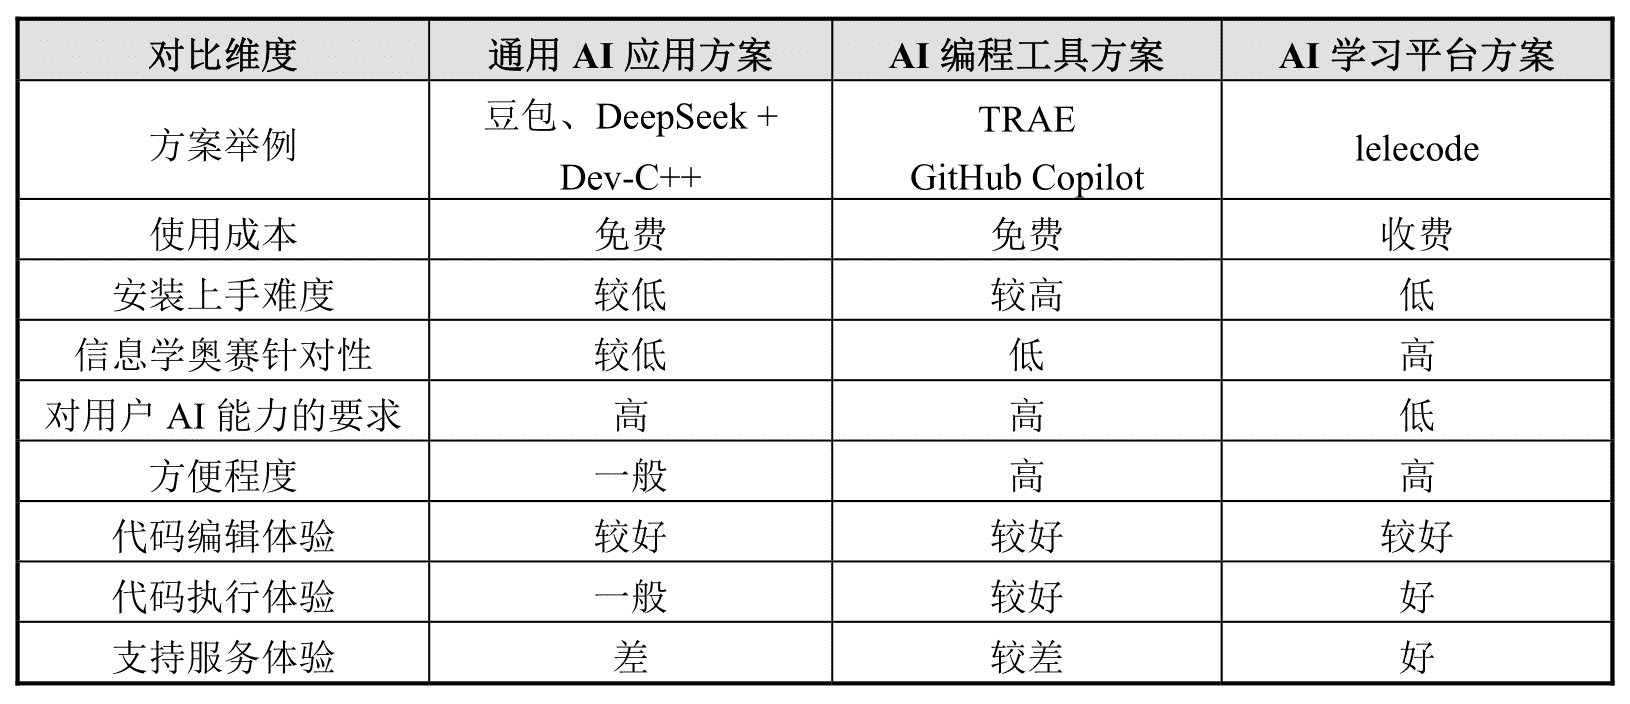 对比维度 通用 AI 应用方案 AI 编程工具方案 AI 学习平台方案
方案举例 豆包、DeepSeek + Dev-C++ TRAE GitHub Copilot lelecode
使用成本 免费 免费 收费
安装上手难度 较低 较高 低
信息学奥赛针对性 较低 低 高
对用户 AI 能力的要求 高 高 低
方便程度 一般 高 高
代码编辑体验 较好 较好 较好
代码执行体验 一般 较好 好
支持服务体验 差 较差 好